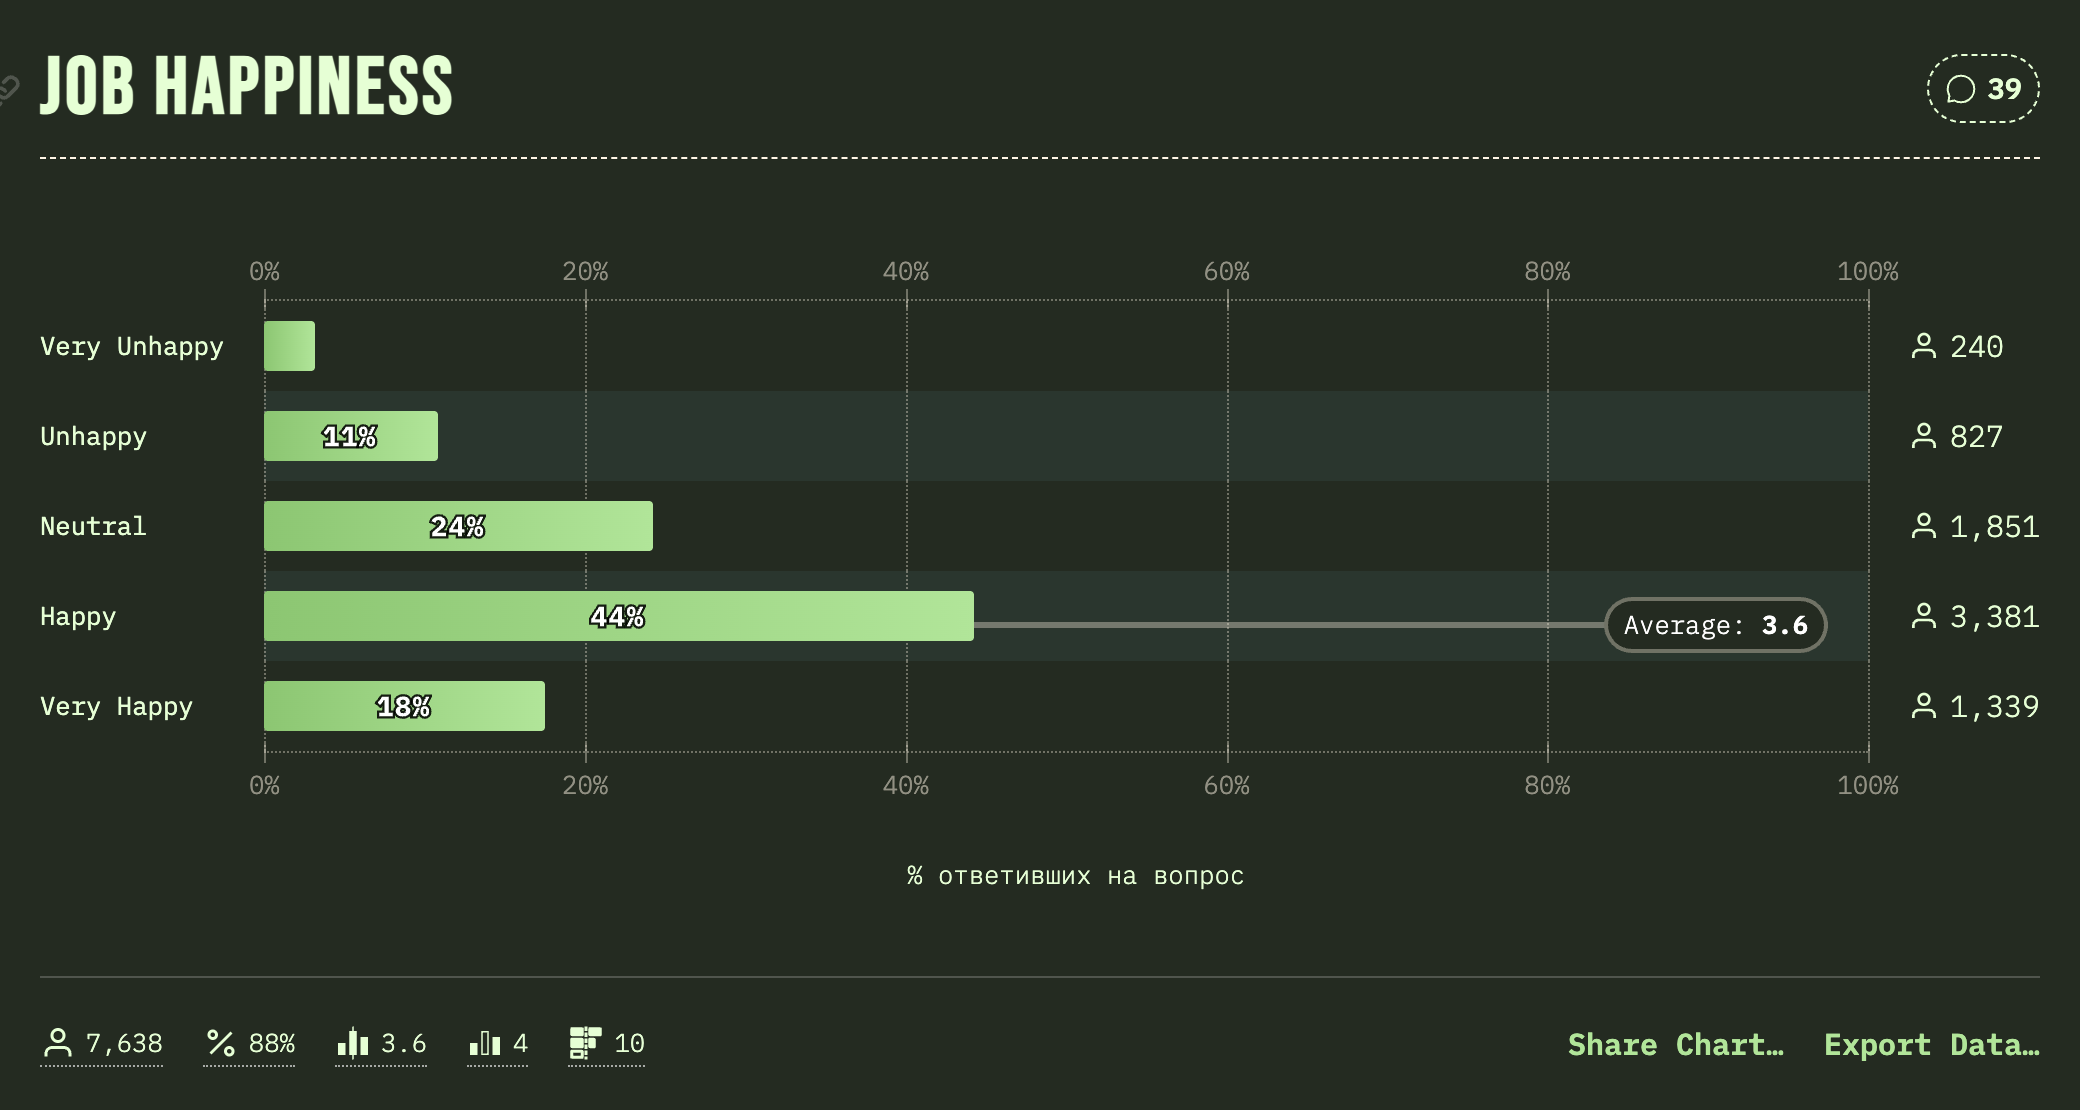 JOB HAPPINESS
39
0% 20% 40% 60% 80% 100%
Very Unhappy 240
Unhappy 11% 827
Neutral 24% 1,851
Happy 44% Average: 3.6 3,381
Very Happy 18% 1,339
0% 20% 40% 60% 80% 100%
% ответивших на вопрос
7,638 % 88% 3.6 4 10 Share Chart… Export Data…